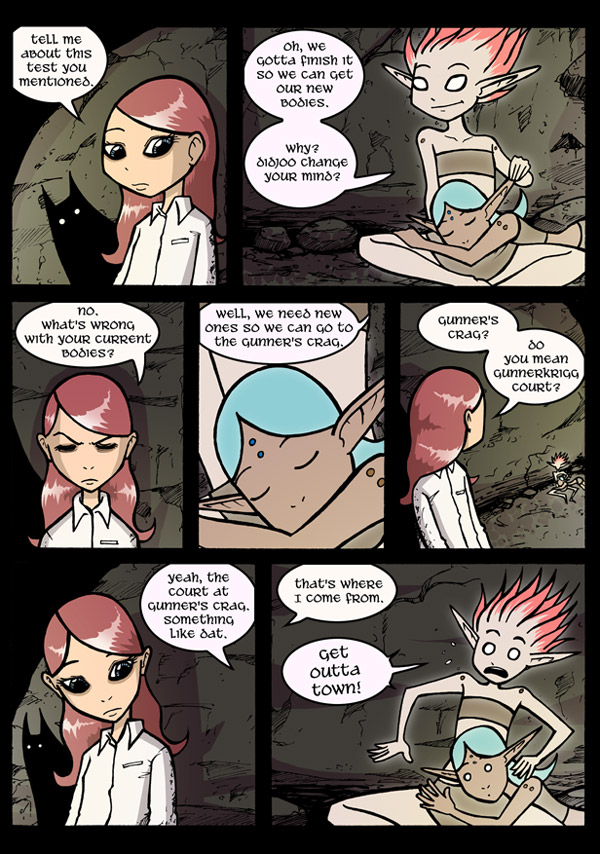 tell me
about this
test you
mentioned.
oh, we
gotta finish it
so we can get
our new
bodies.
why?
didjoo change
your mind?
no.
what's wrong
with your current
bodies?
well, we need new
ones so we can go to
the gunner's crag.
gunner's
crag?
do
you mean
gunnerkrigg
court?
yeah, the
court at
gunner's crag.
something
like dat.
that's where
i come from.
get
outta
town!